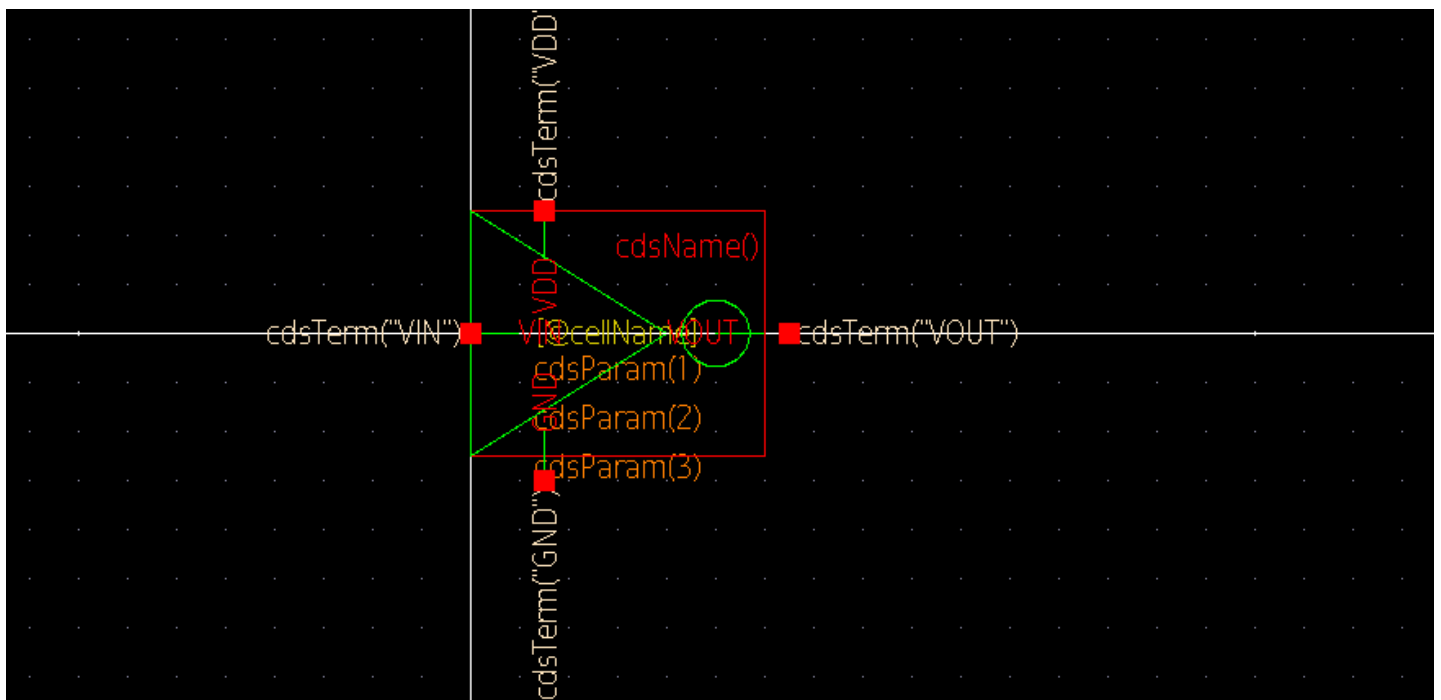 cdsTerm("VDD"
cdsName()
VDD
cdsTerm("VIN")
VIN
[@cellName]
VOUT
cdsTerm("VOUT")
cdsParam(1)
GND
cdsParam(2)
cdsParam(3)
cdsTerm("GND")